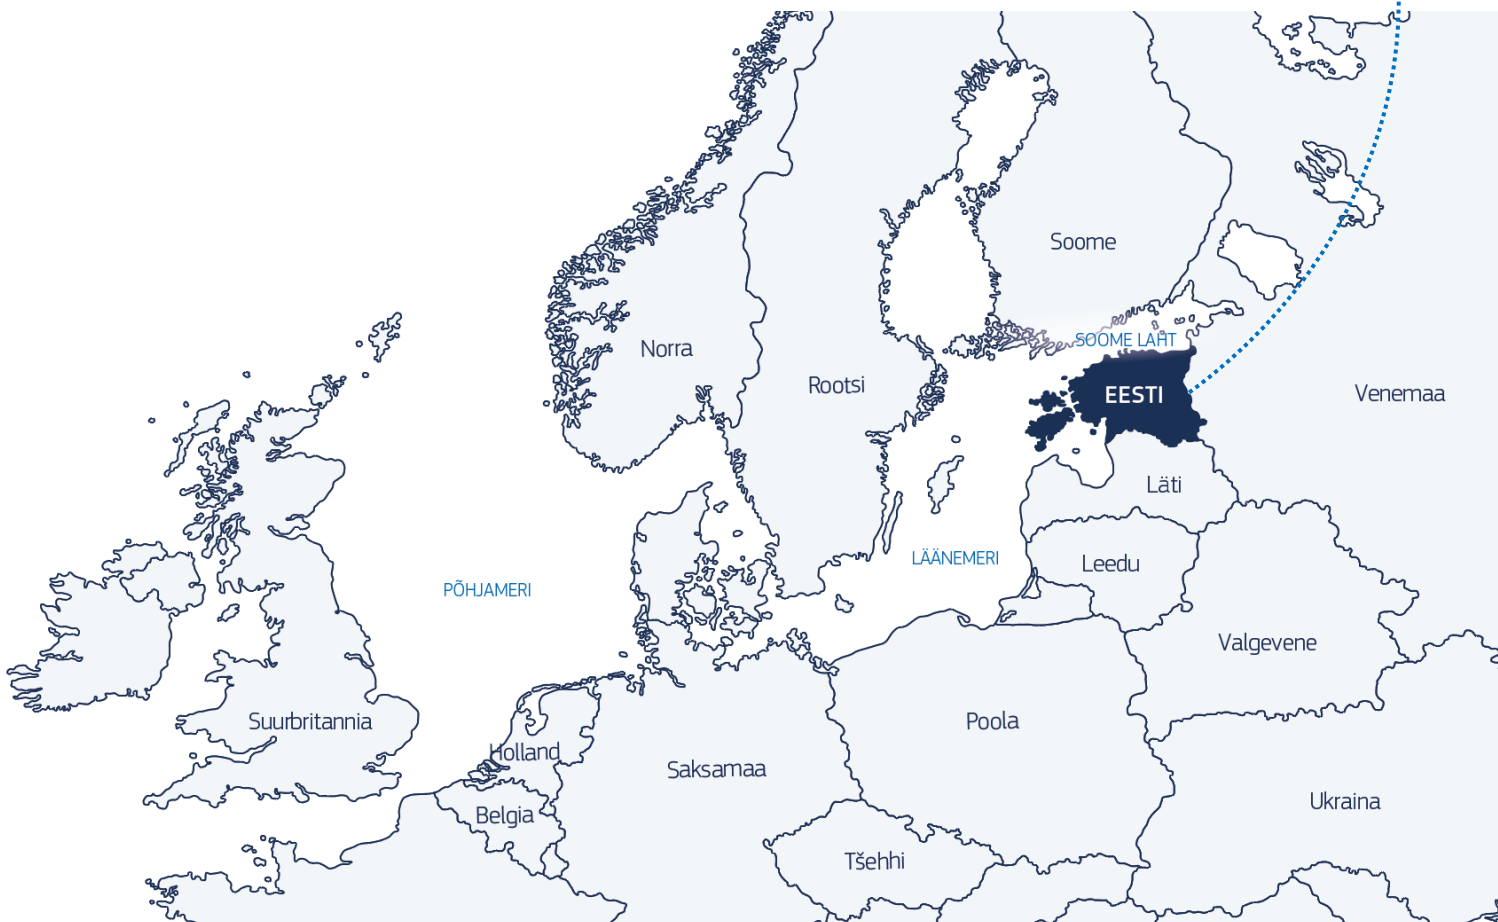 Soome
SOOME LAHT
Norra
Rootsi
EESTI
Venemaa
Läti
LÄÄNEMERI
Leedu
PÕHJAMERI
Valgevene
Suurbritannia
Poola
Holland
Saksamaa
Ukraina
Belgia
Tšehhi